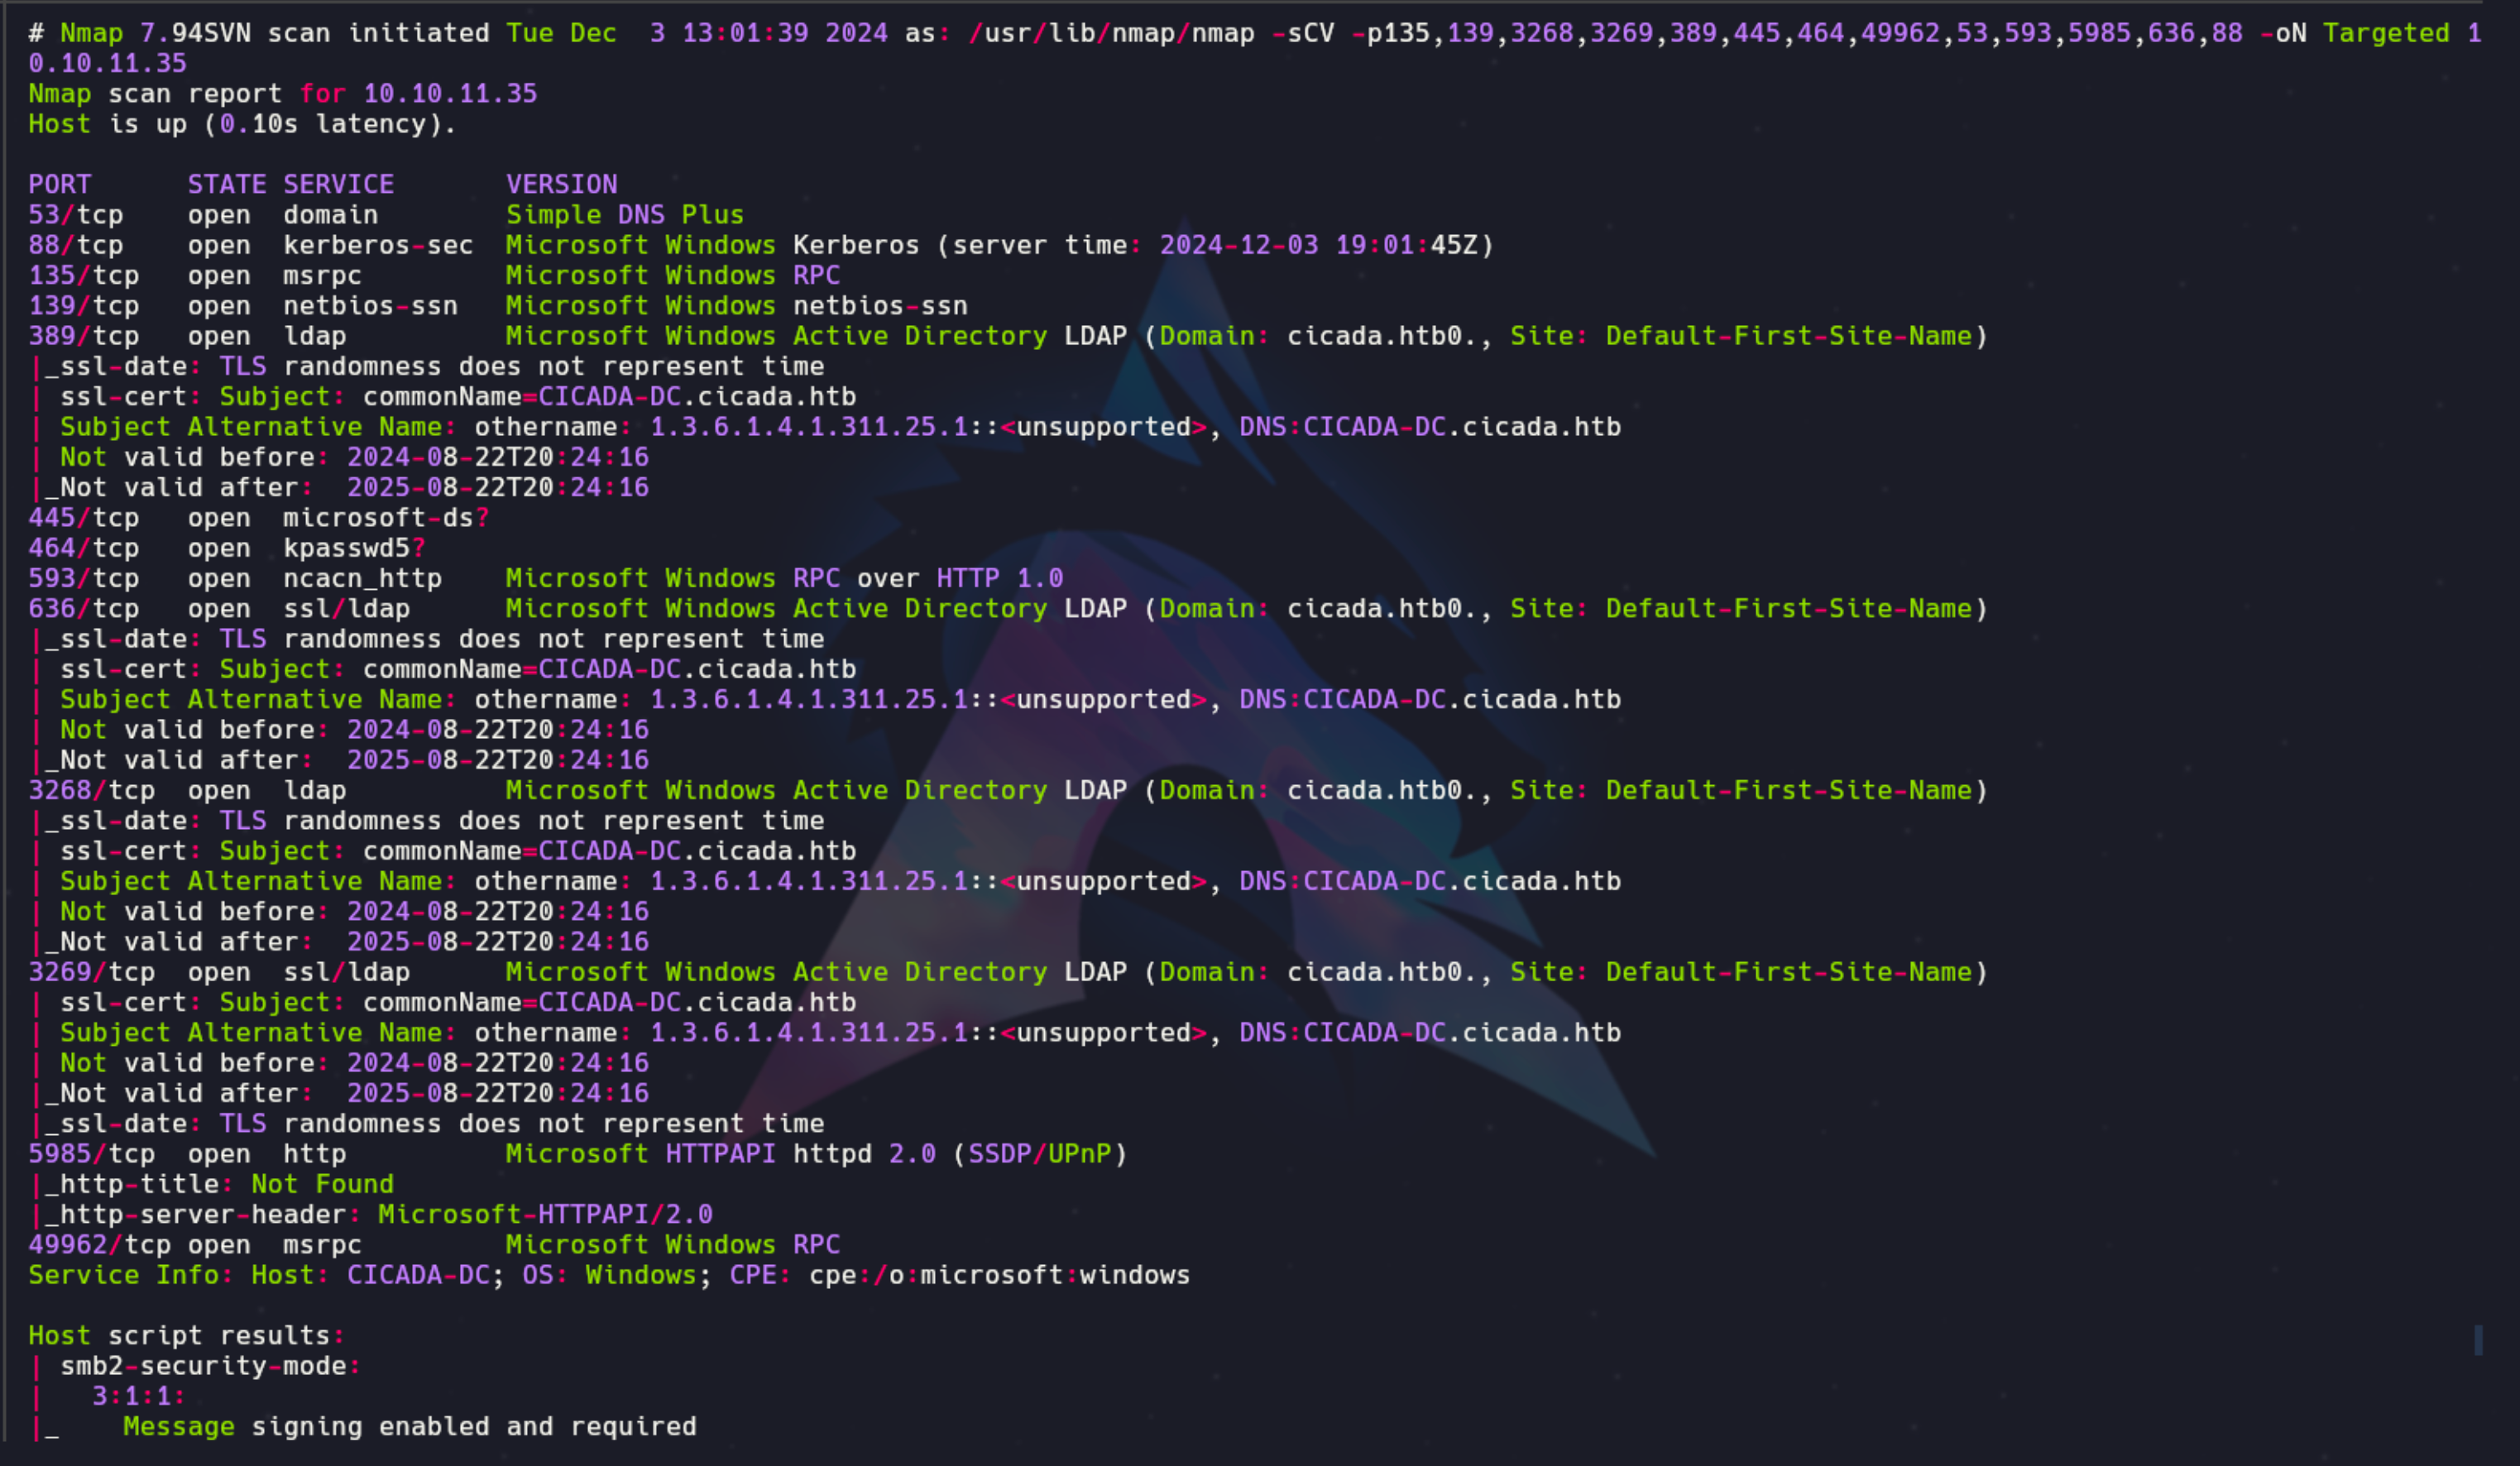 # Nmap 7.94SVN scan initiated Tue Dec  3 13:01:39 2024 as: /usr/lib/nmap/nmap -sCV -p135,139,3268,3269,389,445,464,49962,53,593,5985,636,88 -oN Targeted 1
0.10.11.35
Nmap scan report for 10.10.11.35
Host is up (0.10s latency).

PORT      STATE SERVICE       VERSION
53/tcp    open  domain        Simple DNS Plus
88/tcp    open  kerberos-sec  Microsoft Windows Kerberos (server time: 2024-12-03 19:01:45Z)
135/tcp   open  msrpc         Microsoft Windows RPC
139/tcp   open  netbios-ssn   Microsoft Windows netbios-ssn
389/tcp   open  ldap          Microsoft Windows Active Directory LDAP (Domain: cicada.htb0., Site: Default-First-Site-Name)
|_ssl-date: TLS randomness does not represent time
| ssl-cert: Subject: commonName=CICADA-DC.cicada.htb
| Subject Alternative Name: othername: 1.3.6.1.4.1.311.25.1::<unsupported>, DNS:CICADA-DC.cicada.htb
| Not valid before: 2024-08-22T20:24:16
|_Not valid after:  2025-08-22T20:24:16
445/tcp   open  microsoft-ds?
464/tcp   open  kpasswd5?
593/tcp   open  ncacn_http    Microsoft Windows RPC over HTTP 1.0
636/tcp   open  ssl/ldap      Microsoft Windows Active Directory LDAP (Domain: cicada.htb0., Site: Default-First-Site-Name)
|_ssl-date: TLS randomness does not represent time
| ssl-cert: Subject: commonName=CICADA-DC.cicada.htb
| Subject Alternative Name: othername: 1.3.6.1.4.1.311.25.1::<unsupported>, DNS:CICADA-DC.cicada.htb
| Not valid before: 2024-08-22T20:24:16
|_Not valid after:  2025-08-22T20:24:16
3268/tcp  open  ldap          Microsoft Windows Active Directory LDAP (Domain: cicada.htb0., Site: Default-First-Site-Name)
|_ssl-date: TLS randomness does not represent time
| ssl-cert: Subject: commonName=CICADA-DC.cicada.htb
| Subject Alternative Name: othername: 1.3.6.1.4.1.311.25.1::<unsupported>, DNS:CICADA-DC.cicada.htb
| Not valid before: 2024-08-22T20:24:16
|_Not valid after:  2025-08-22T20:24:16
3269/tcp  open  ssl/ldap      Microsoft Windows Active Directory LDAP (Domain: cicada.htb0., Site: Default-First-Site-Name)
| ssl-cert: Subject: commonName=CICADA-DC.cicada.htb
| Subject Alternative Name: othername: 1.3.6.1.4.1.311.25.1::<unsupported>, DNS:CICADA-DC.cicada.htb
| Not valid before: 2024-08-22T20:24:16
|_Not valid after:  2025-08-22T20:24:16
|_ssl-date: TLS randomness does not represent time
5985/tcp  open  http          Microsoft HTTPAPI httpd 2.0 (SSDP/UPnP)
|_http-title: Not Found
|_http-server-header: Microsoft-HTTPAPI/2.0
49962/tcp open  msrpc         Microsoft Windows RPC
Service Info: Host: CICADA-DC; OS: Windows; CPE: cpe:/o:microsoft:windows

Host script results:
| smb2-security-mode:
|   3:1:1:
|_    Message signing enabled and required